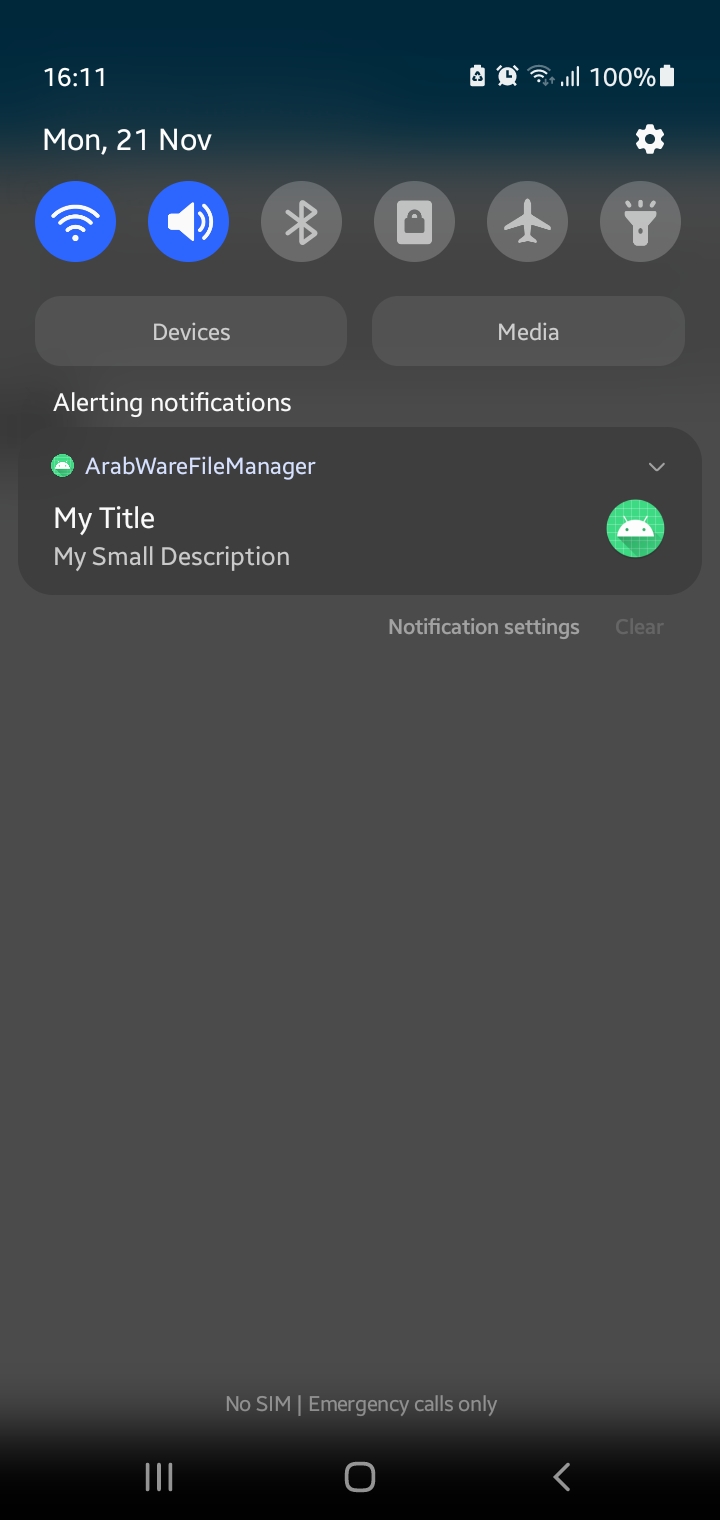 16:11 100%
Mon, 21 Nov
Devices Media
Alerting notifications
ArabWareFileManager
My Title
My Small Description
Notification settings Clear
No SIM | Emergency calls only